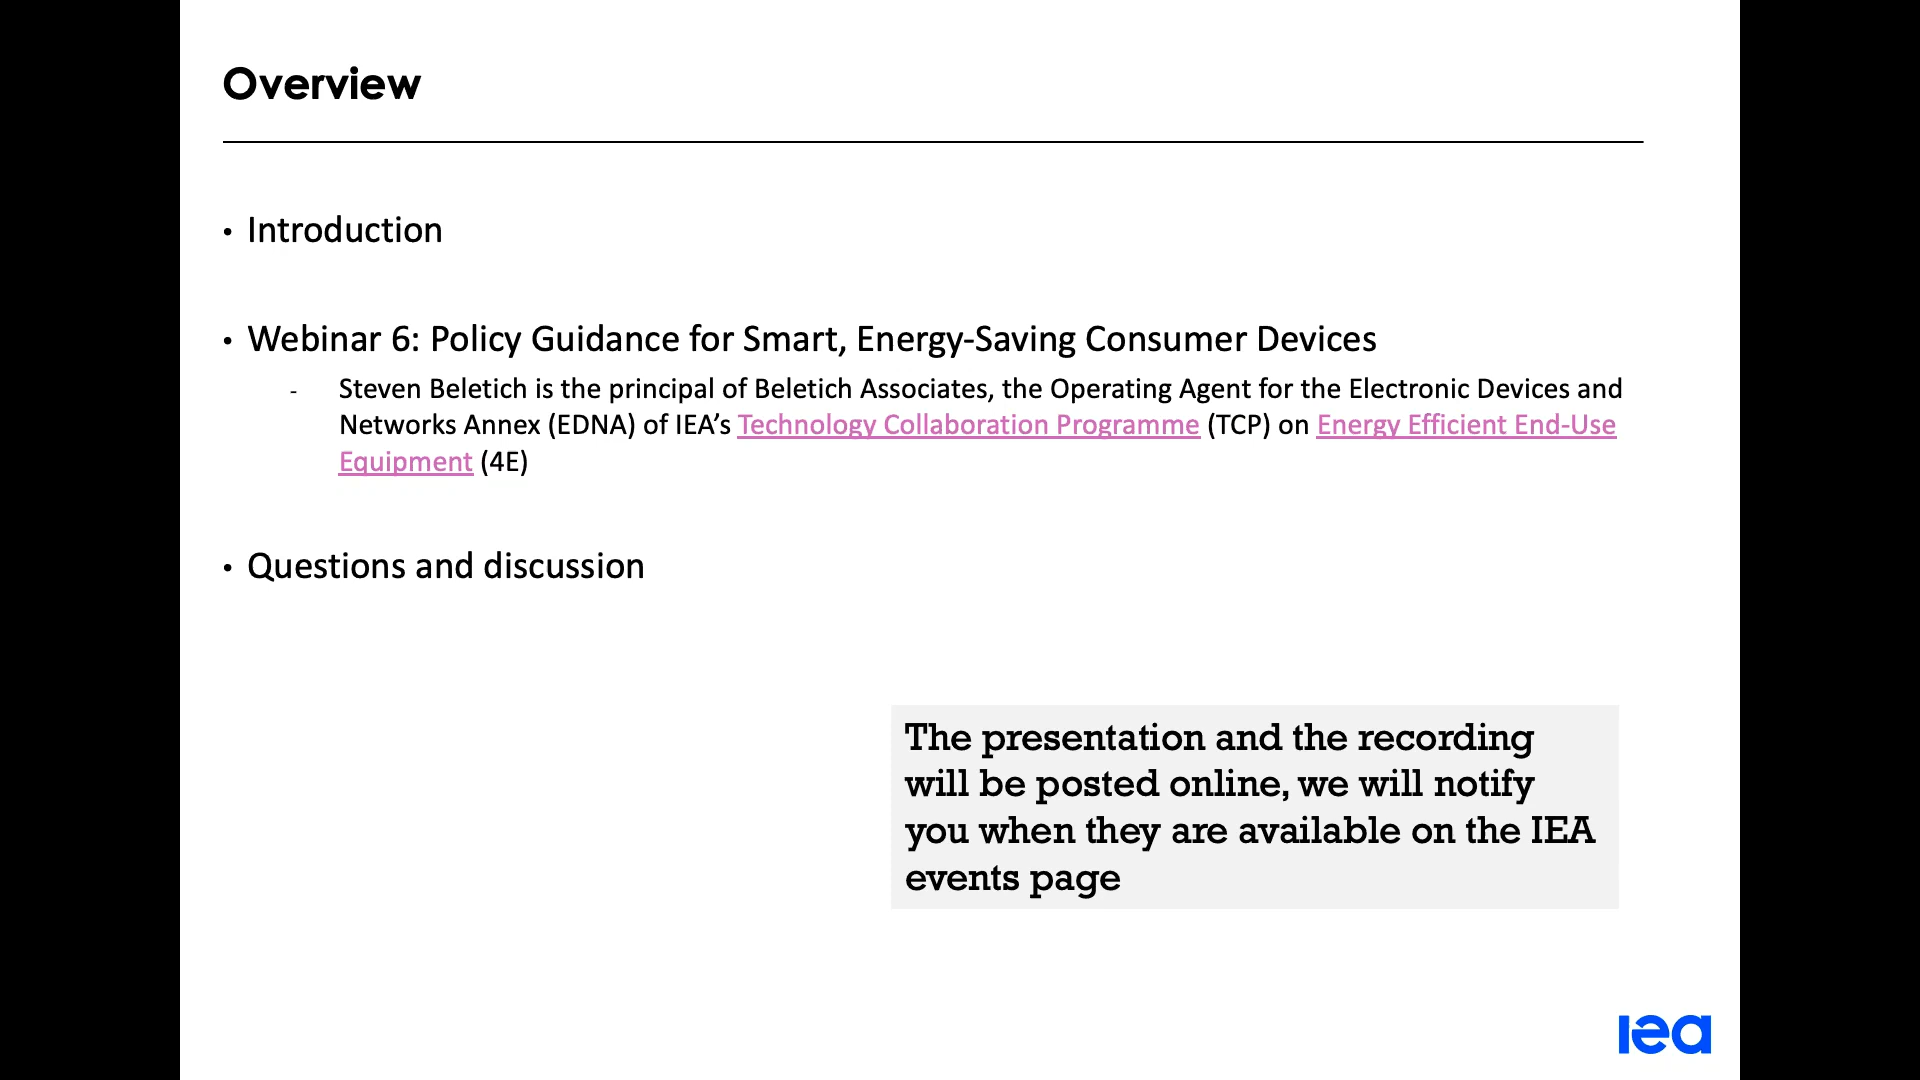 Overview
• Introduction
• Webinar 6: Policy Guidance for Smart, Energy-Saving Consumer Devices
- Steven Beletich is the principal of Beletich Associates, the Operating Agent for the Electronic Devices and
Networks Annex (EDNA) of IEA’s Technology Collaboration Programme (TCP) on Energy Efficient End-Use
Equipment (4E)
• Questions and discussion
The presentation and the recording
will be posted online, we will notify
you when they are available on the IEA
events page
iea